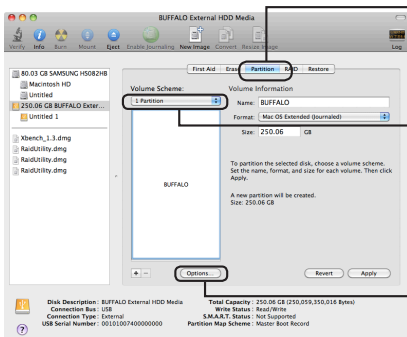 BUFFALO External HDD Media
Verify Info Burn Mount Eject Enable Journaling New Image Convert Resize Image Log
80.03 GB SAMSUNG HS082HB
Macintosh HD
Untitled
250.06 GB BUFFALO Exter...
Untitled 1
Xbench_1.3.dmg
RaidUtility.dmg
RaidUtility.dmg
RaidUtility.dmg
First Aid Erase Partition RAID Restore
Volume Scheme:
1 Partition
BUFFALO
+ -
Options...
Volume Information
Name: BUFFALO
Format: Mac OS Extended (Journaled)
Size: 250.06 GB
To partition the selected disk, choose a volume scheme.
Set the name, format, and size for each volume. Then click
Apply.
A new partition will be created.
Size: 250.06 GB
Revert Apply
Disk Description : BUFFALO External HDD Media
Connection Bus : USB
Connection Type : External
USB Serial Number : 00101007400000000
Total Capacity : 250.06 GB (250,059,350,016 Bytes)
Write Status : Read/Write
S.M.A.R.T. Status : Not Supported
Partition Map Scheme : Master Boot Record
?